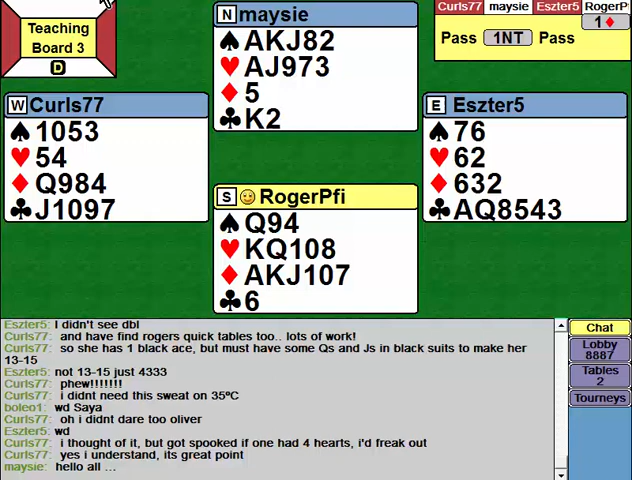 Teaching
Board 3
D
N maysie
♠AKJ82
♥AJ973
♦5
♣K2
Curls77 maysie Eszter5 RogerPf
1♦
Pass 1NT Pass
W Curls77
♠1053
♥54
♦Q984
♣J1097
E Eszter5
♠76
♥62
♦632
♣AQ8543
S RogerPfi
♠Q94
♥KQ108
♦AKJ107
♣6
Eszter5: I didn't see dbl
Curls77: and have find rogers quick tables too.. lots of work!
Curls77: so she has 1 black ace, but must have some Qs and Js in black suits to make her
13-15
Eszter5: not 13-15 just 4333
Curls77: phew!!!!!!!
Curls77: i didnt need this sweat on 35ºC
boleo1: wd Saya
Curls77: oh i didnt dare too oliver
Eszter5: wd
Curls77: i thought of it, but got spooked if one had 4 hearts, i'd freak out
Curls77: yes i understand, its great point
maysie: hello all ...
Chat
Lobby
8887
Tables
2
Tourneys